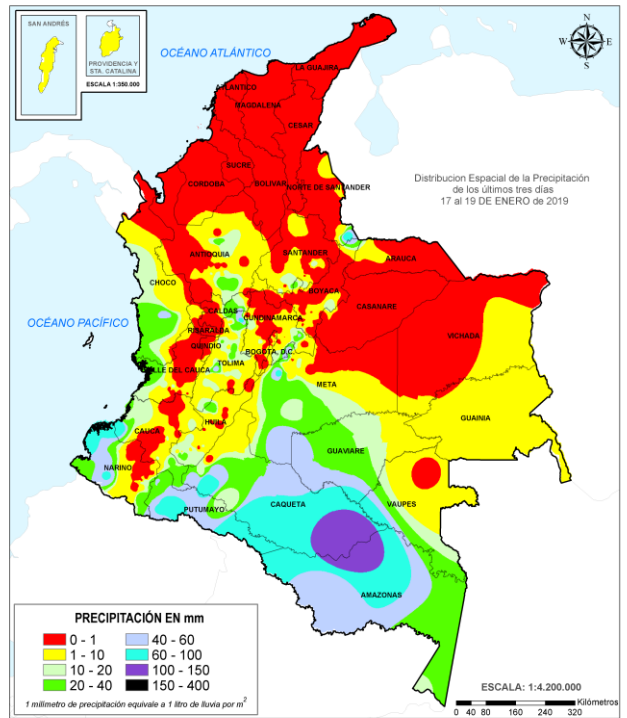 SAN ANDRÉS
PROVIDENCIA Y
STA. CATALINA
ESCALA 1:350.000
OCÉANO ATLÁNTICO
N
W
E
S
LA GUAJIRA
ATLANTICO
MAGDALENA
CESAR
SUCRE
CORDOBA
BOLIVAR
NORTE DE SANTANDER
Distribucion Espacial de la Precipitación
de los últimos tres días
17 al 19 DE ENERO de 2019
ANTIOQUIA
SANTANDER
ARAUCA
CHOCO
BOYACA
CASANARE
CALDAS
CUNDINAMARCA
OCÉANO PACÍFICO
RISARALDA
VICHADA
QUINDIO
BOGOTA, D.C.
TOLIMA
VALLE DEL CAUCA
META
GUAINIA
CAUCA
HUILA
GUAVIARE
NARIÑO
CAQUETA
VAUPES
PUTUMAYO
AMAZONAS
PRECIPITACIÓN EN mm
0 - 1
40 - 60
1 - 10
60 - 100
10 - 20
100 - 150
20 - 40
150 - 400
1 milimetro de precipitación equivale a 1 litro de lluvia por m²
ESCALA: 1:4.200.000
Kilómetros
0 40 80 160 240 320